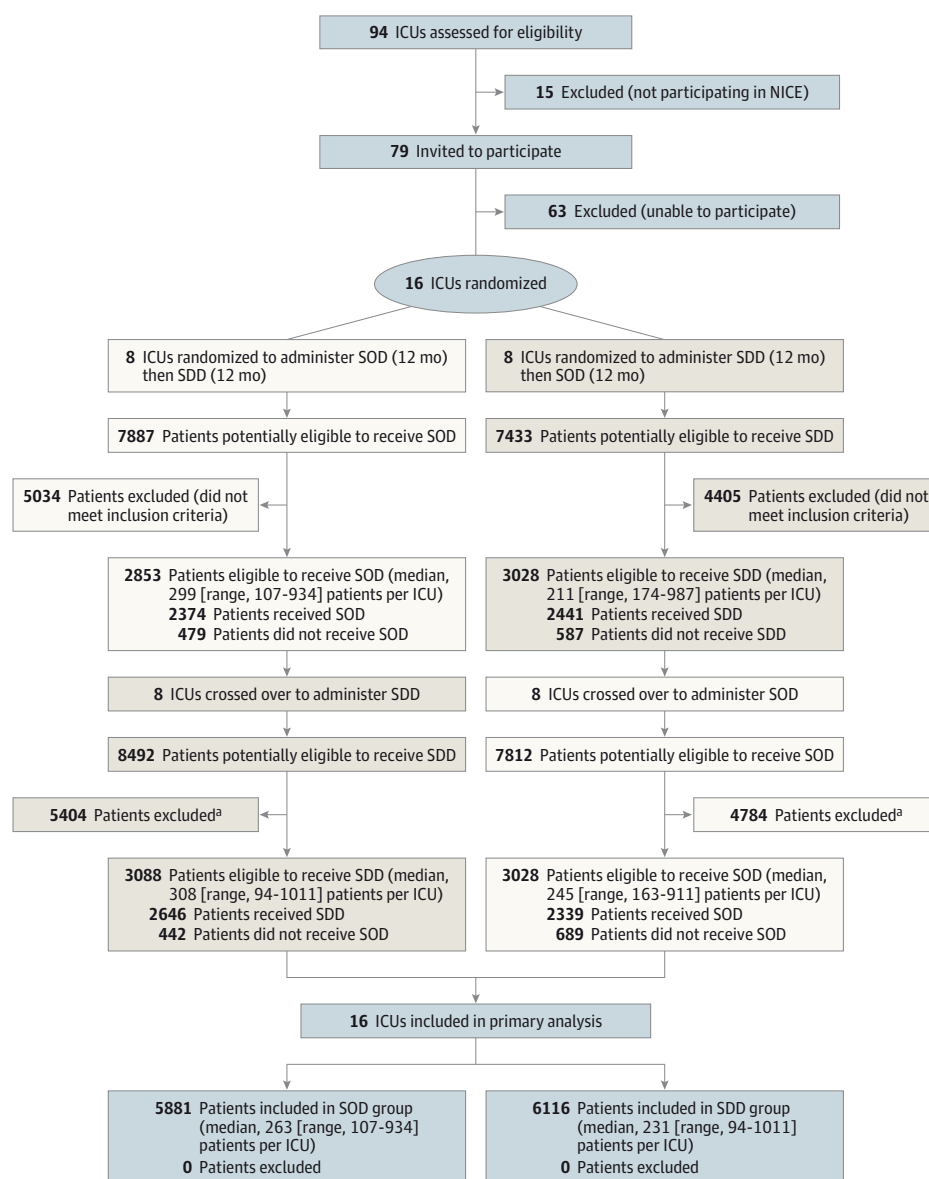 94 ICUs assessed for eligibility
15 Excluded (not participating in NICE)
79 Invited to participate
63 Excluded (unable to participate)
16 ICUs randomized
8 ICUs randomized to administer SOD (12 mo)
then SDD (12 mo)
8 ICUs randomized to administer SDD (12 mo)
then SOD (12 mo)
7887 Patients potentially eligible to receive SOD
7433 Patients potentially eligible to receive SDD
5034 Patients excluded (did not
meet inclusion criteria)
4405 Patients excluded (did not
meet inclusion criteria)
2853 Patients eligible to receive SOD (median,
299 [range, 107-934] patients per ICU)
2374 Patients received SOD
479 Patients did not receive SOD
3028 Patients eligible to receive SDD (median,
211 [range, 174-987] patients per ICU)
2441 Patients received SDD
587 Patients did not receive SDD
8 ICUs crossed over to administer SDD
8 ICUs crossed over to administer SOD
8492 Patients potentially eligible to receive SDD
7812 Patients potentially eligible to receive SOD
5404 Patients excludedª
4784 Patients excludedª
3088 Patients eligible to receive SDD (median,
308 [range, 94-1011] patients per ICU)
2646 Patients received SDD
442 Patients did not receive SOD
3028 Patients eligible to receive SOD (median,
245 [range, 163-911] patients per ICU)
2339 Patients received SOD
689 Patients did not receive SOD
16 ICUs included in primary analysis
5881 Patients included in SOD group
(median, 263 [range, 107-934]
patients per ICU)
0 Patients excluded
6116 Patients included in SDD group
(median, 231 [range, 94-1011]
patients per ICU)
0 Patients excluded